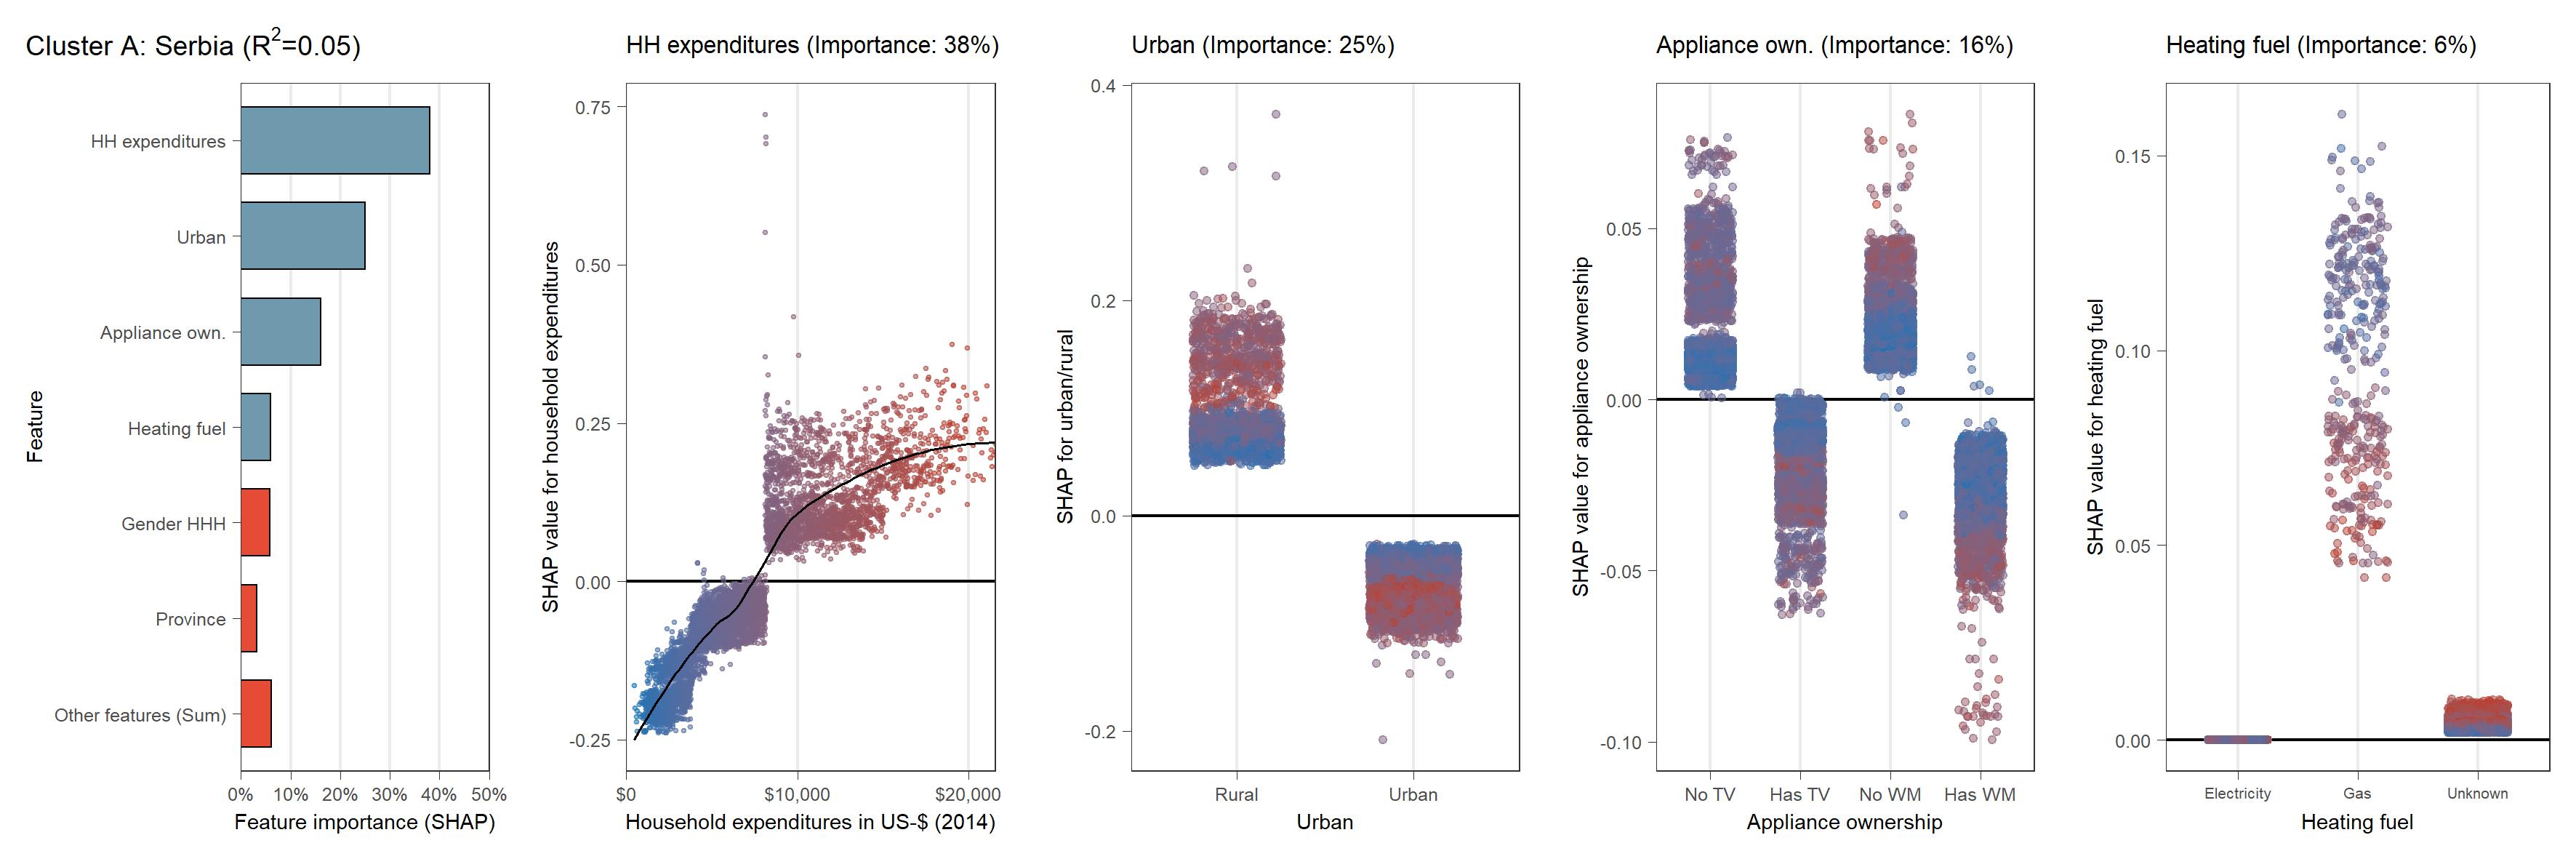 Cluster A: Serbia (R²=0.05)
Feature
HH expenditures
Urban
Appliance own.
Heating fuel
Gender HHH
Province
Other features (Sum)
0% 10% 20% 30% 40% 50%
Feature importance (SHAP)
HH expenditures (Importance: 38%)
SHAP value for household expenditures
0.75
0.50
0.25
0.00
-0.25
$0 $10,000 $20,000
Household expenditures in US-$ (2014)
Urban (Importance: 25%)
SHAP for urban/rural
0.4
0.2
0.0
-0.2
Rural Urban
Urban
Appliance own. (Importance: 16%)
SHAP value for appliance ownership
0.05
0.00
-0.05
-0.10
No TV Has TV No WM Has WM
Appliance ownership
Heating fuel (Importance: 6%)
SHAP value for heating fuel
0.15
0.10
0.05
0.00
Electricity Gas Unknown
Heating fuel